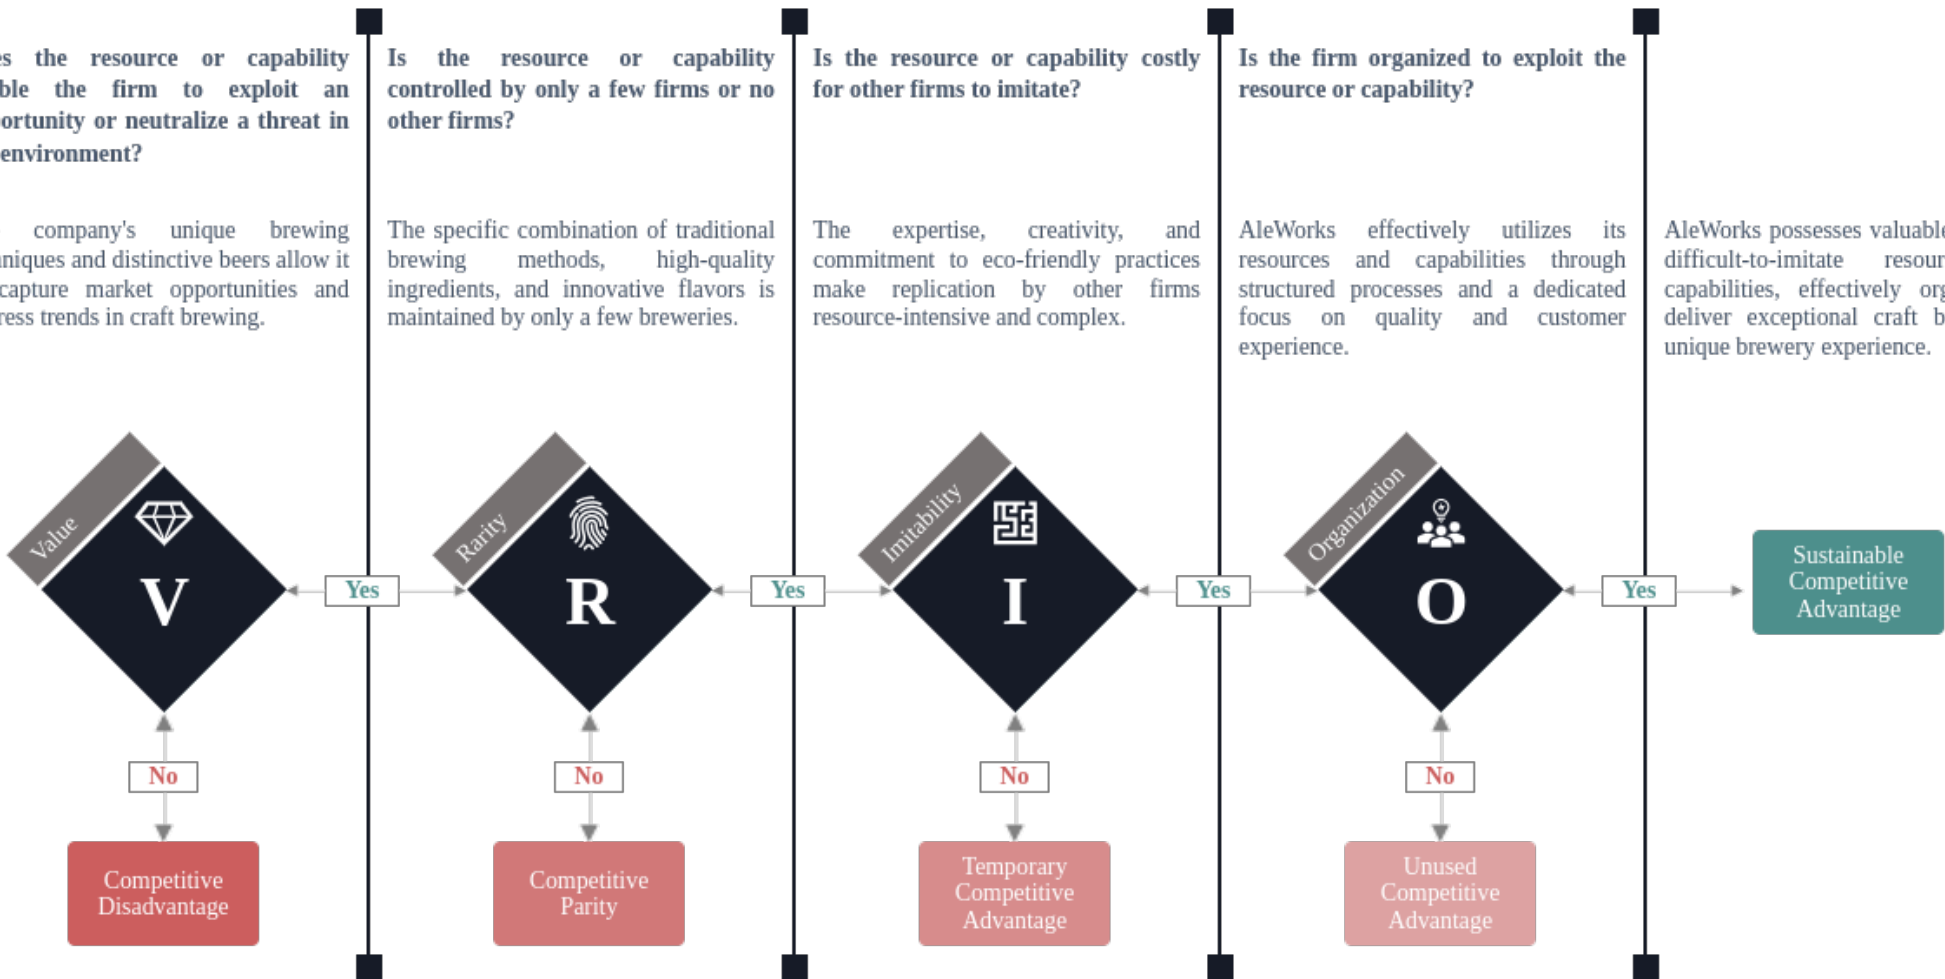 the resource or capability
the firm to exploit an
or neutralize a threat in
environment?
company's unique brewing
and distinctive beers allow it
capture market opportunities and
trends in craft brewing.
Is the resource or capability
controlled by only a few firms or no
other firms?
The specific combination of traditional
brewing methods, high-quality
ingredients, and innovative flavors is
maintained by only a few breweries.
Is the resource or capability costly
for other firms to imitate?
The expertise, creativity, and
commitment to eco-friendly practices
make replication by other firms
resource-intensive and complex.
Is the firm organized to exploit the
resource or capability?
AleWorks effectively utilizes its
resources and capabilities through
structured processes and a dedicated
focus on quality and customer
experience.
AleWorks possesses
difficult-to-imitate
capabilities, effectively
deliver exceptional craft
unique brewery experience.
Value
V
Yes
Rarity
R
Yes
Imitability
I
Yes
Organization
O
Yes
Sustainable
Competitive
Advantage
No
No
No
No
Competitive
Disadvantage
Competitive
Parity
Temporary
Competitive
Advantage
Unused
Competitive
Advantage